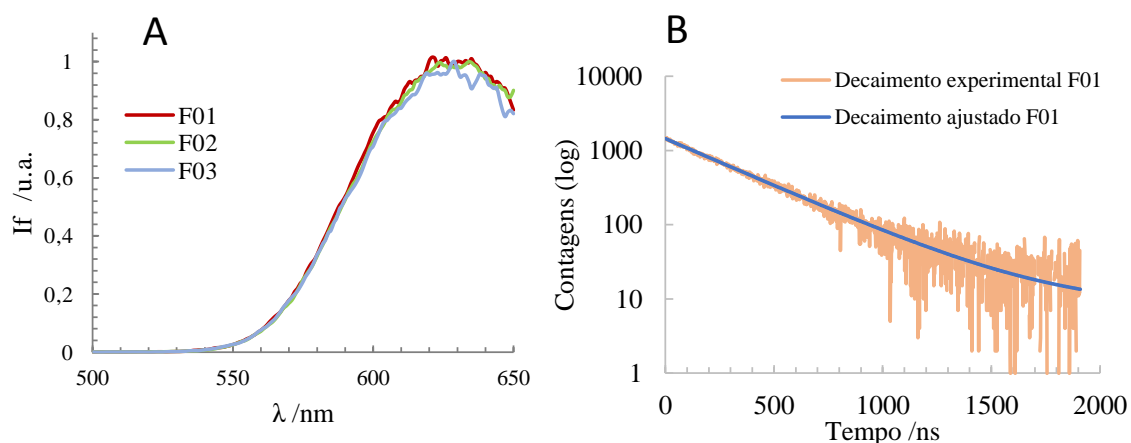 A
If /u.a.
1
0,8
0,6
0,4
0,2
0
F01
F02
F03
500
550
600
650
λ /nm
B
Contagens (log)
10000
1000
100
10
1
Decaimento experimental F01
Decaimento ajustado F01
0
500
1000
1500
2000
Tempo /ns